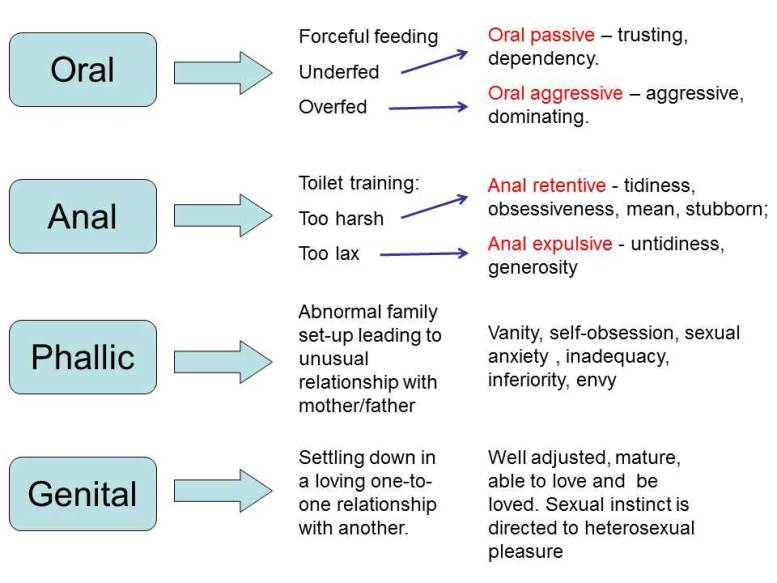 Oral
Forceful feeding
Underfed
Overfed
Oral passive – trusting,
dependency.
Oral aggressive – aggressive,
dominating.
Anal
Toilet training:
Too harsh
Too lax
Anal retentive - tidiness,
obsessiveness, mean, stubborn;
Anal expulsive - untidiness,
generosity
Phallic
Abnormal family
set-up leading to
unusual
relationship with
mother/father
Vanity, self-obsession, sexual
anxiety , inadequacy,
inferiority, envy
Genital
Settling down in
a loving one-to-
one relationship
with another.
Well adjusted, mature,
able to love and  be
loved. Sexual instinct is
directed to heterosexual
pleasure